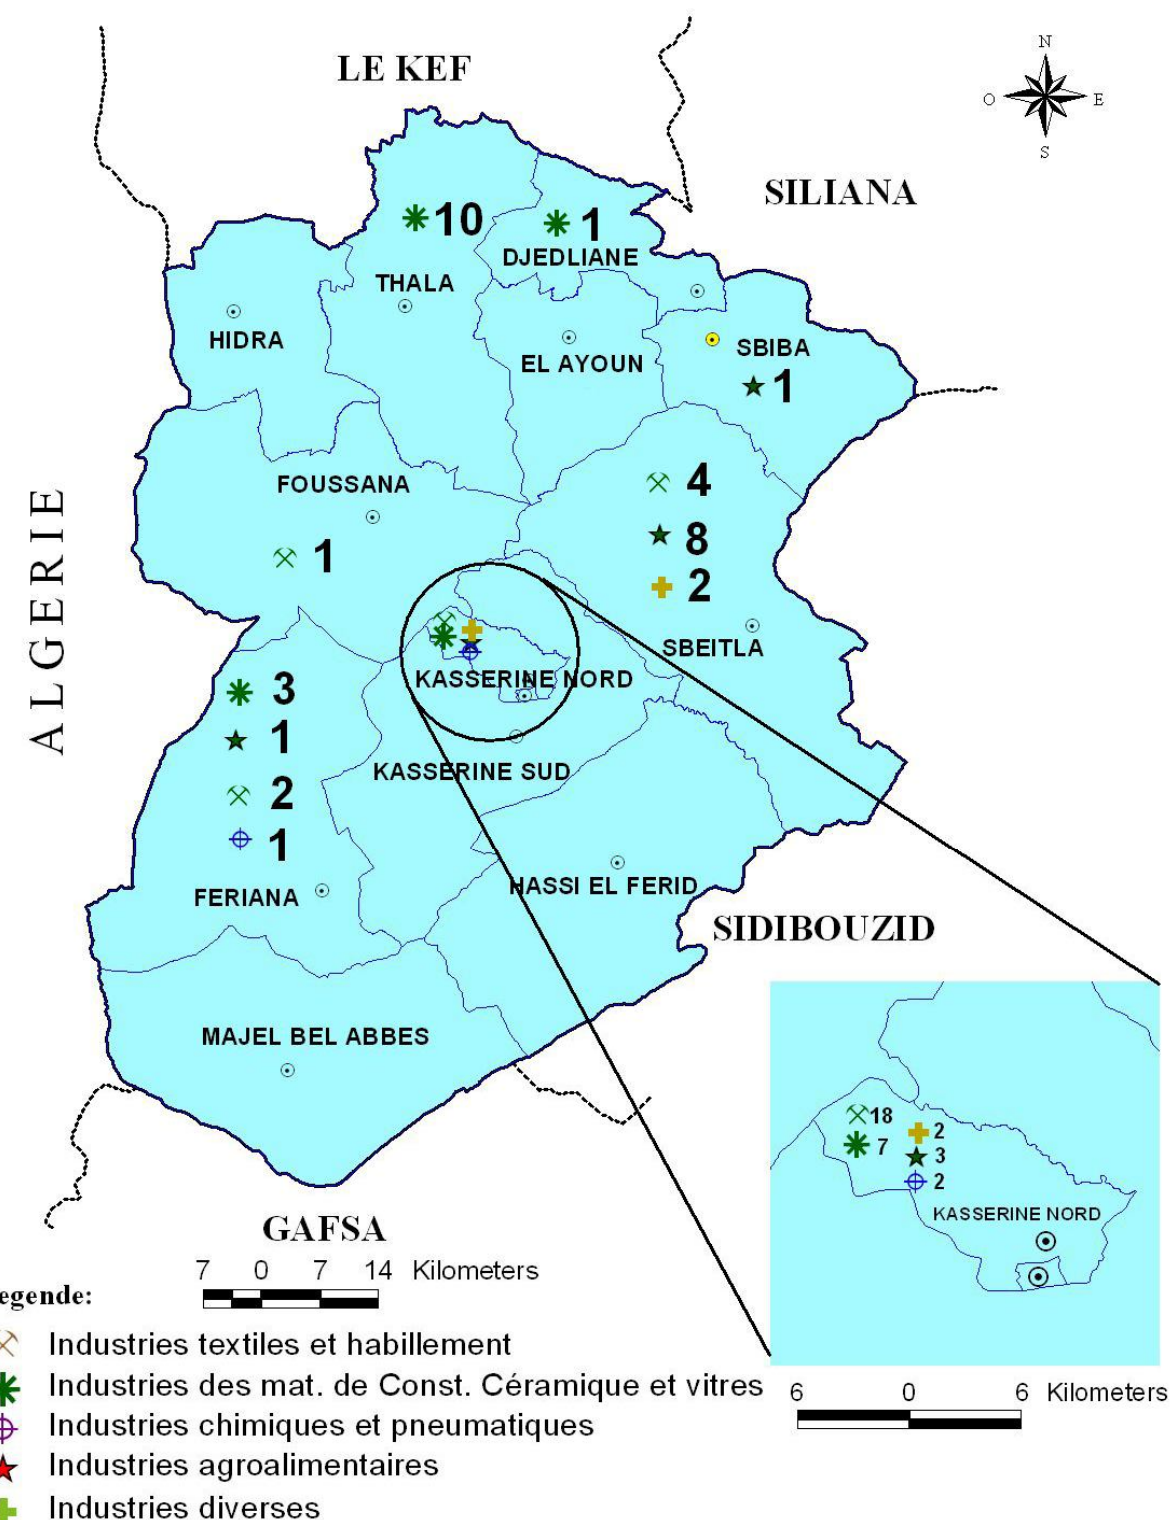 LE KEF
N
O
E
S
SILIANA
10
1
DJEDLIANE
THALA
HIDRA
EL AYOUN
SBIBA
1
FOUSSANA
4
8
2
1
ALGERIE
SBEITLA
KASSERINE NORD
3
1
2
1
KASSERINE SUD
FERIANA
HASSI EL FERID
SIDIBOUZID
MAJEL BEL ABBES
18
7
2
3
2
KASSERINE NORD
GAFSA
7 0 7 14 Kilometers
egende:
Industries textiles et habillement
Industries des mat. de Const. Céramique et vitres
Industries chimiques et pneumatiques
Industries agroalimentaires
Industries diverses
6 0 6 Kilometers